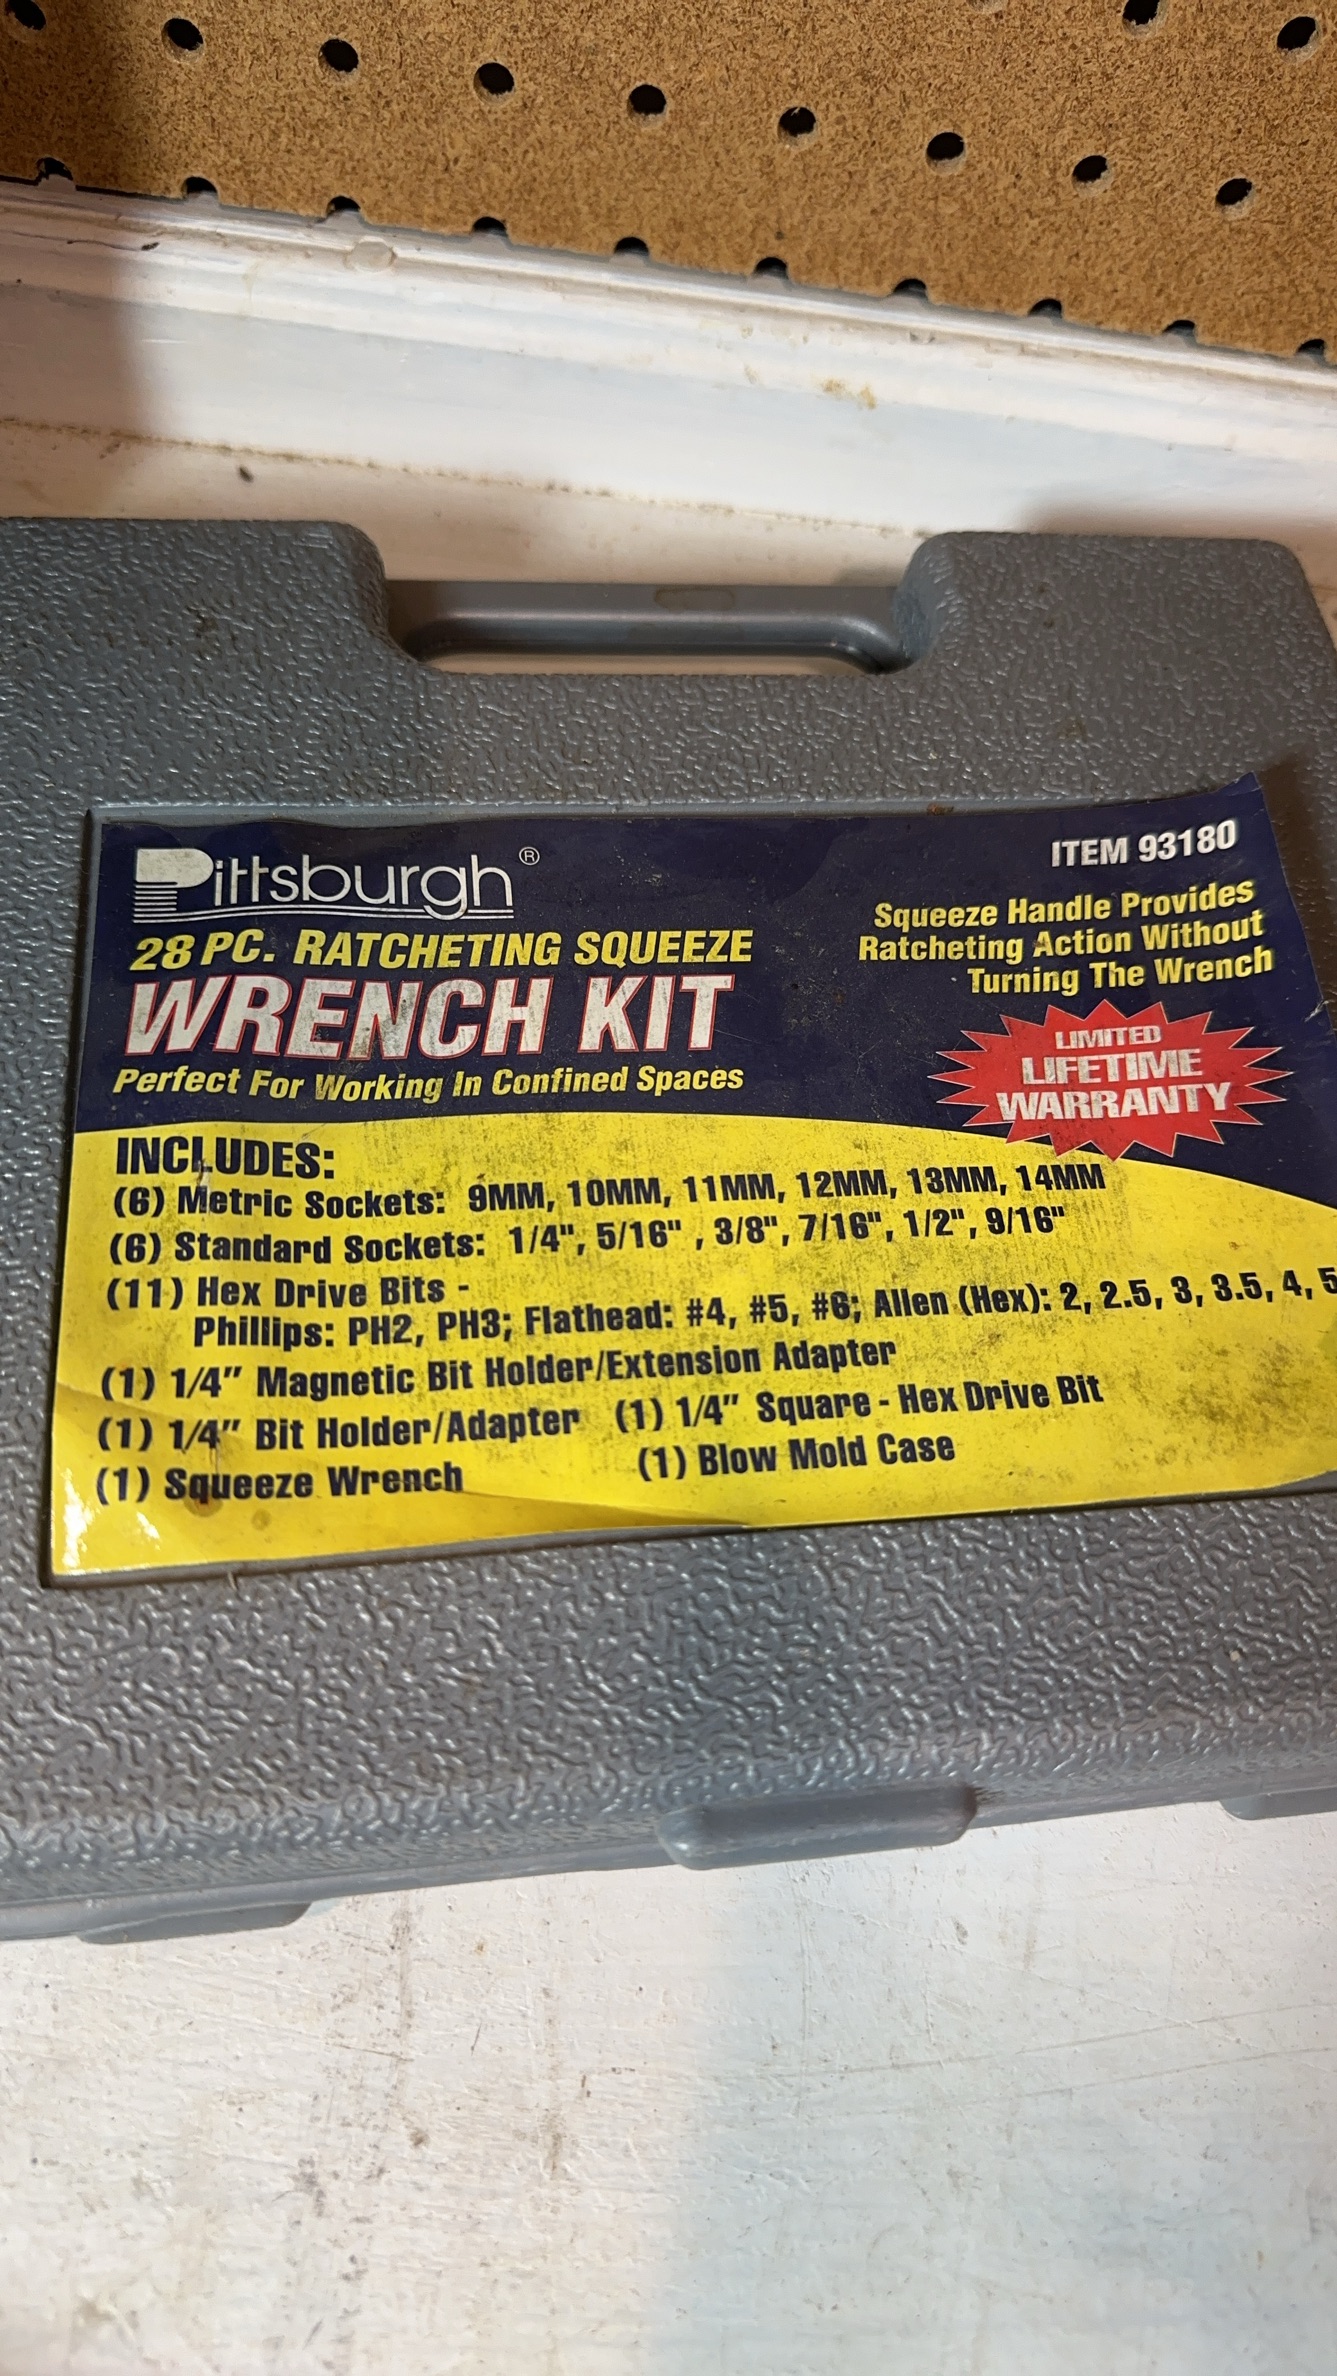 Pittsburgh®
28 PC. RATCHETING SQUEEZE
WRENCH KIT
Perfect For Working In Confined Spaces
ITEM 93180
Squeeze Handle Provides
Ratcheting Action Without
Turning The Wrench
LIMITED
LIFETIME
WARRANTY
INCLUDES:
(6) Metric Sockets: 9MM, 10MM, 11MM, 12MM, 13MM, 14MM
(6) Standard Sockets: 1/4", 5/16" , 3/8", 7/16", 1/2", 9/16"
(11) Hex Drive Bits -
Phillips: PH2, PH3; Flathead: #4, #5, #6; Allen (Hex): 2, 2.5, 3, 3.5, 4, 5
(1) 1/4" Magnetic Bit Holder/Extension Adapter
(1) 1/4" Bit Holder/Adapter (1) 1/4" Square - Hex Drive Bit
(1) Squeeze Wrench (1) Blow Mold Case